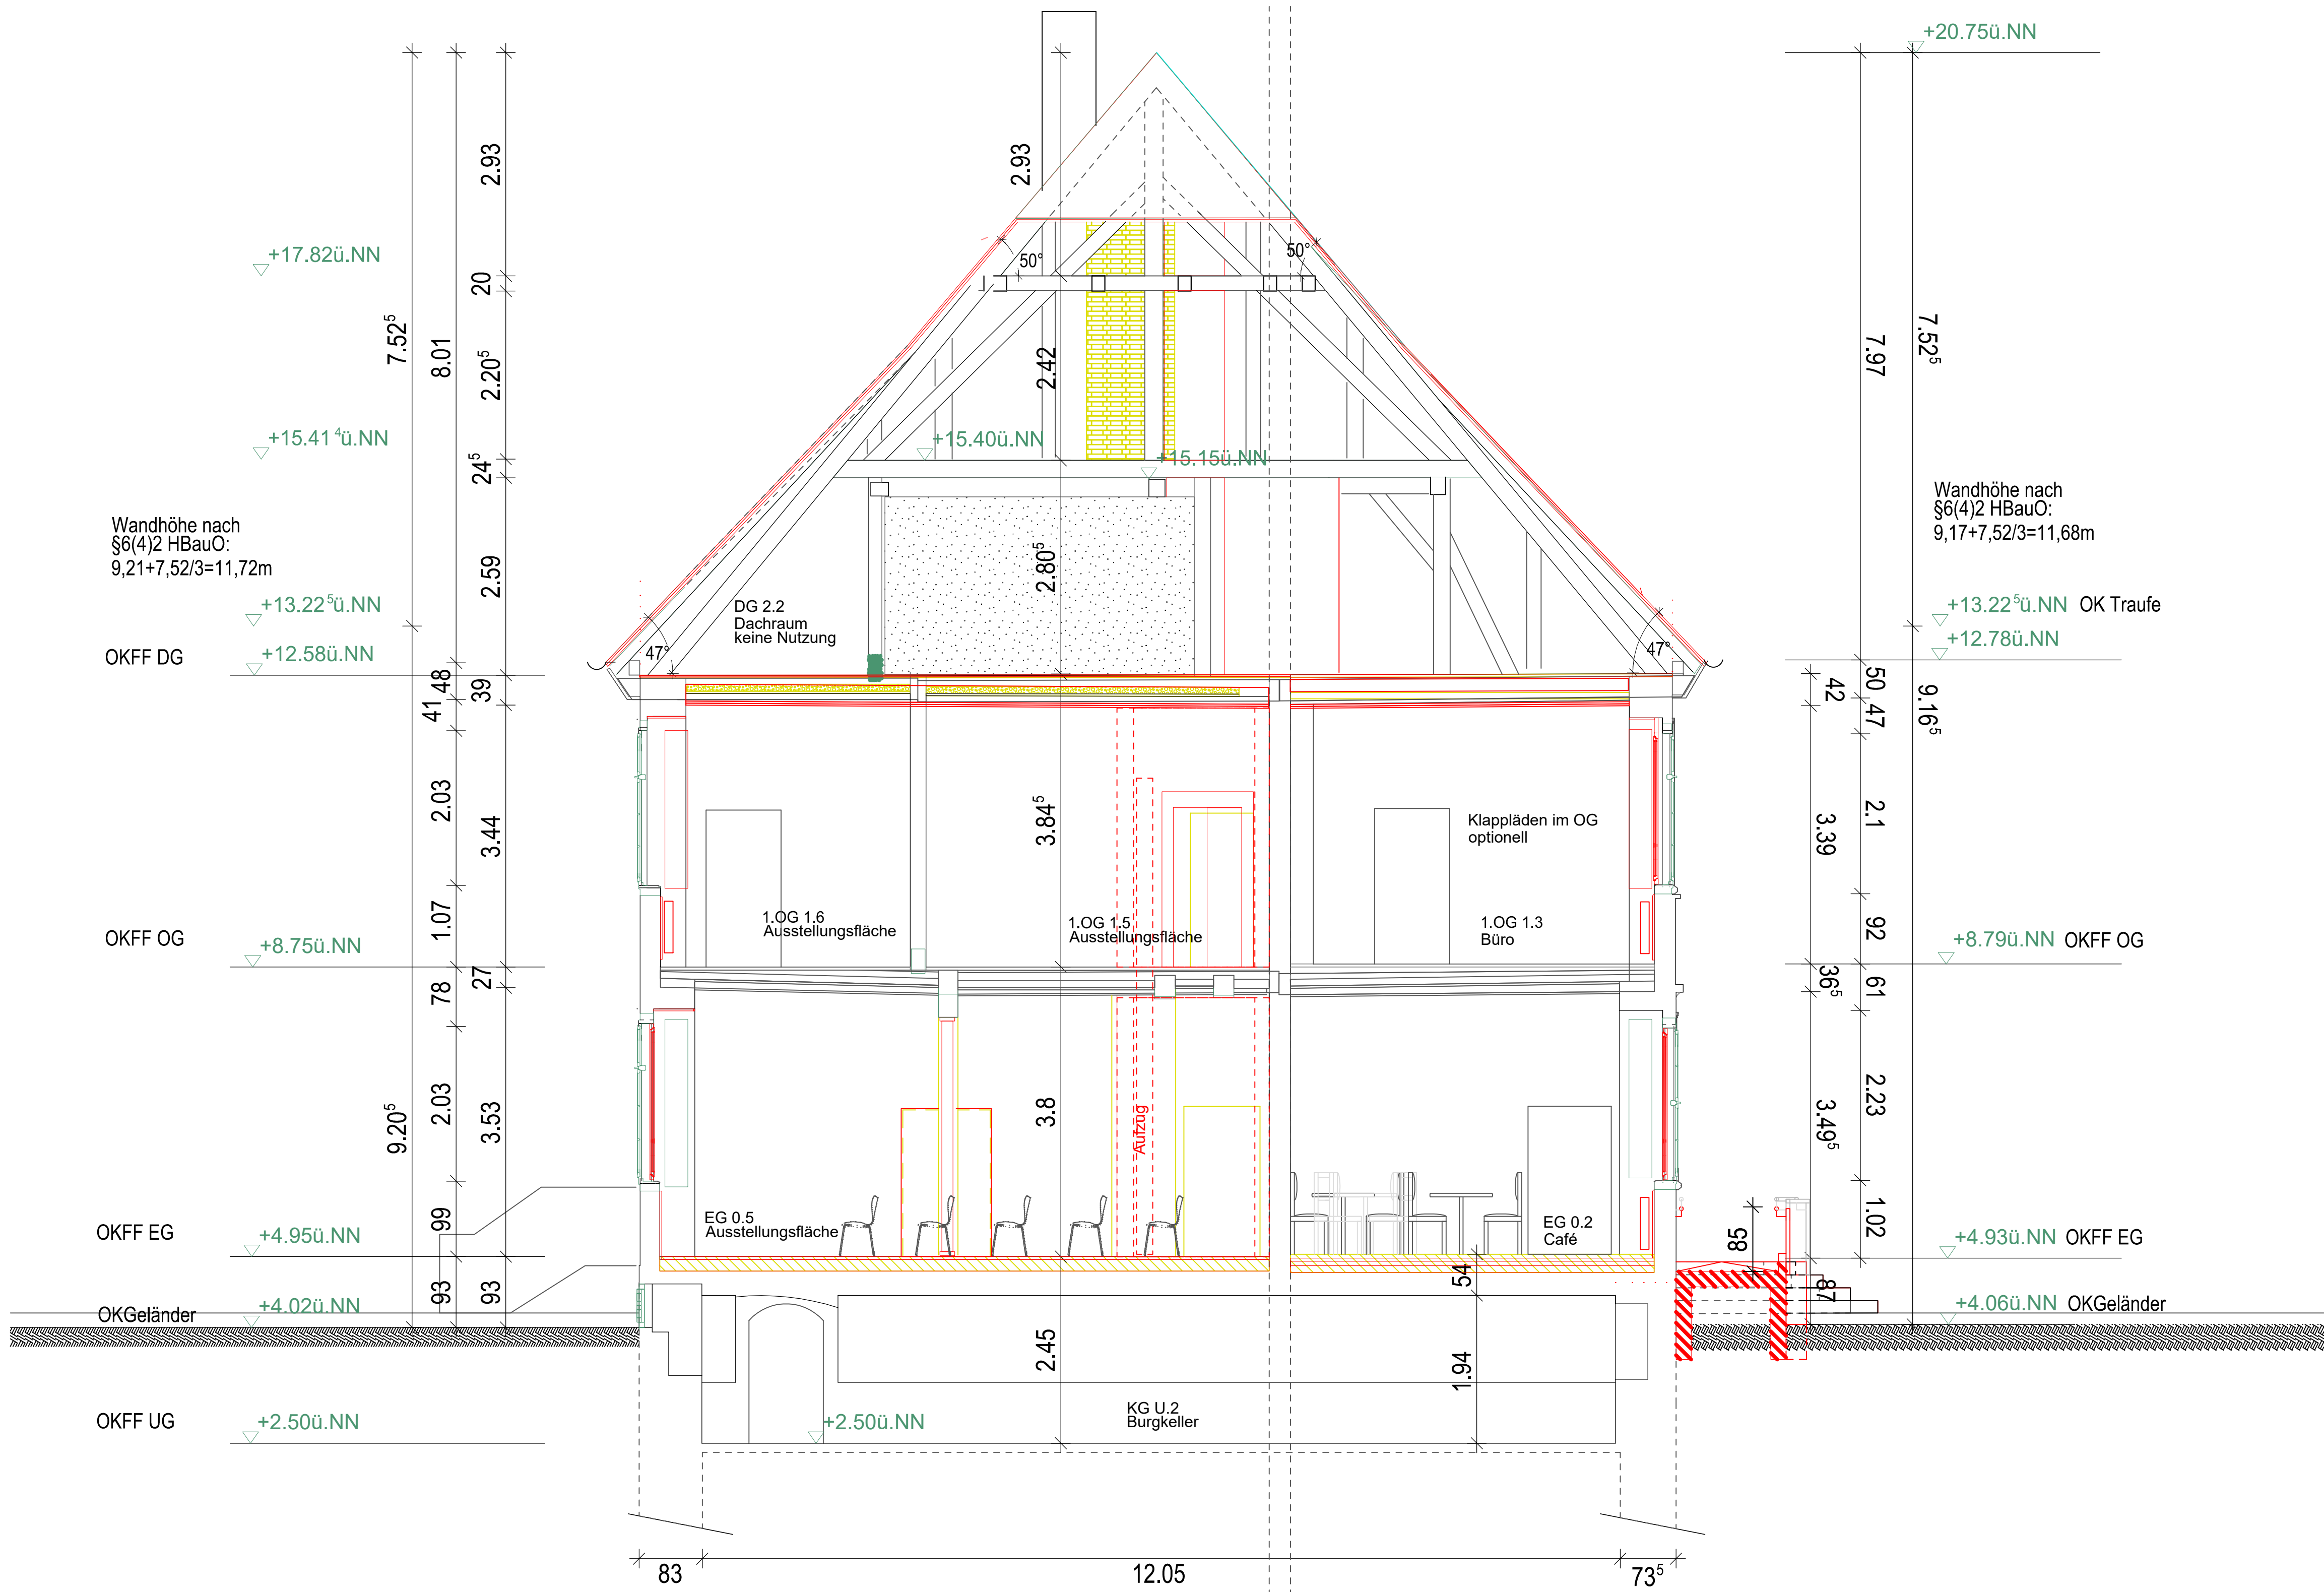 +20.75ü.NN
2.93
2.93
+17.82ü.NN
50°
50°
20
7.52⁵
8.01
2.20⁵
2.42
7.97
7.52⁵
+15.41⁴ü.NN
+15.40ü.NN
+15.15ü.NN
24⁵
Wandhöhe nach
§6(4)2 HBauO:
9,21+7,52/3=11,72m
Wandhöhe nach
§6(4)2 HBauO:
9,17+7,52/3=11,68m
2.59
2.80⁵
DG 2.2
Dachraum
keine Nutzung
+13.22⁵ü.NN
+13.22⁵ü.NN OK Traufe
+12.78ü.NN
OKFF DG
+12.58ü.NN
47°
47°
48
39
41
50
42
47
9.16⁵
2.03
3.44
3.84⁵
Klappläden im OG
optionell
2.1
3.39
1.07
1.OG 1.6
Ausstellungsfläche
1.OG 1.5
Ausstellungsfläche
1.OG 1.3
Büro
92
OKFF OG
+8.75ü.NN
+8.79ü.NN OKFF OG
78
27
36⁵
61
9.20⁵
2.03
3.53
3.8
Aufzug
2.23
3.49⁵
99
EG 0.5
Ausstellungsfläche
EG 0.2
Café
85
1.02
OKFF EG
+4.95ü.NN
+4.93ü.NN OKFF EG
93
93
54
87
OKGeländer
+4.02ü.NN
+4.06ü.NN OKGeländer
2.45
1.94
OKFF UG
+2.50ü.NN
+2.50ü.NN
KG U.2
Burgkeller
83
12.05
73⁵